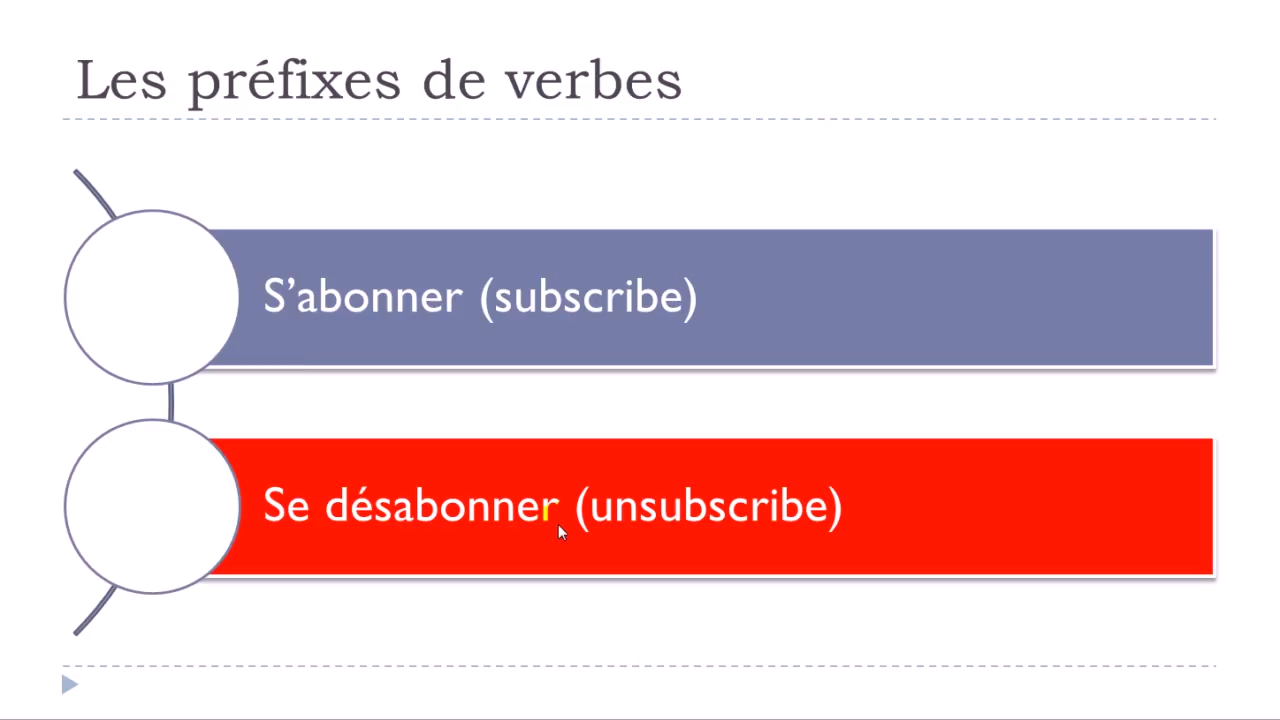 Les préfixes de verbes
S’abonner (subscribe)
Se désabonner (unsubscribe)